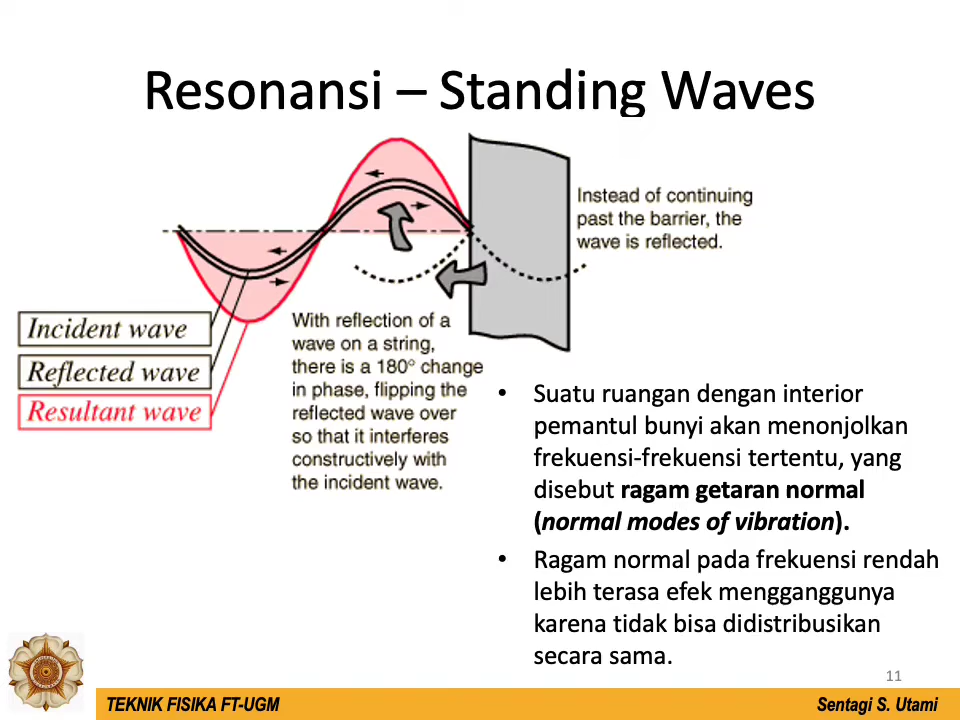 Resonansi – Standing Waves
Instead of continuing
past the barrier, the
wave is reflected.
Incident wave
Reflected wave
Resultant wave
With reflection of a
wave on a string,
there is a 180° change
in phase, flipping the
reflected wave over
so that it interferes
constructively with
the incident wave.
• Suatu ruangan dengan interior
pemantul bunyi akan menonjolkan
frekuensi-frekuensi tertentu, yang
disebut ragam getaran normal
(normal modes of vibration).
• Ragam normal pada frekuensi rendah
lebih terasa efek mengganggunya
karena tidak bisa didistribusikan
secara sama.
11
TEKNIK FISIKA FT-UGM
Sentagi S. Utami